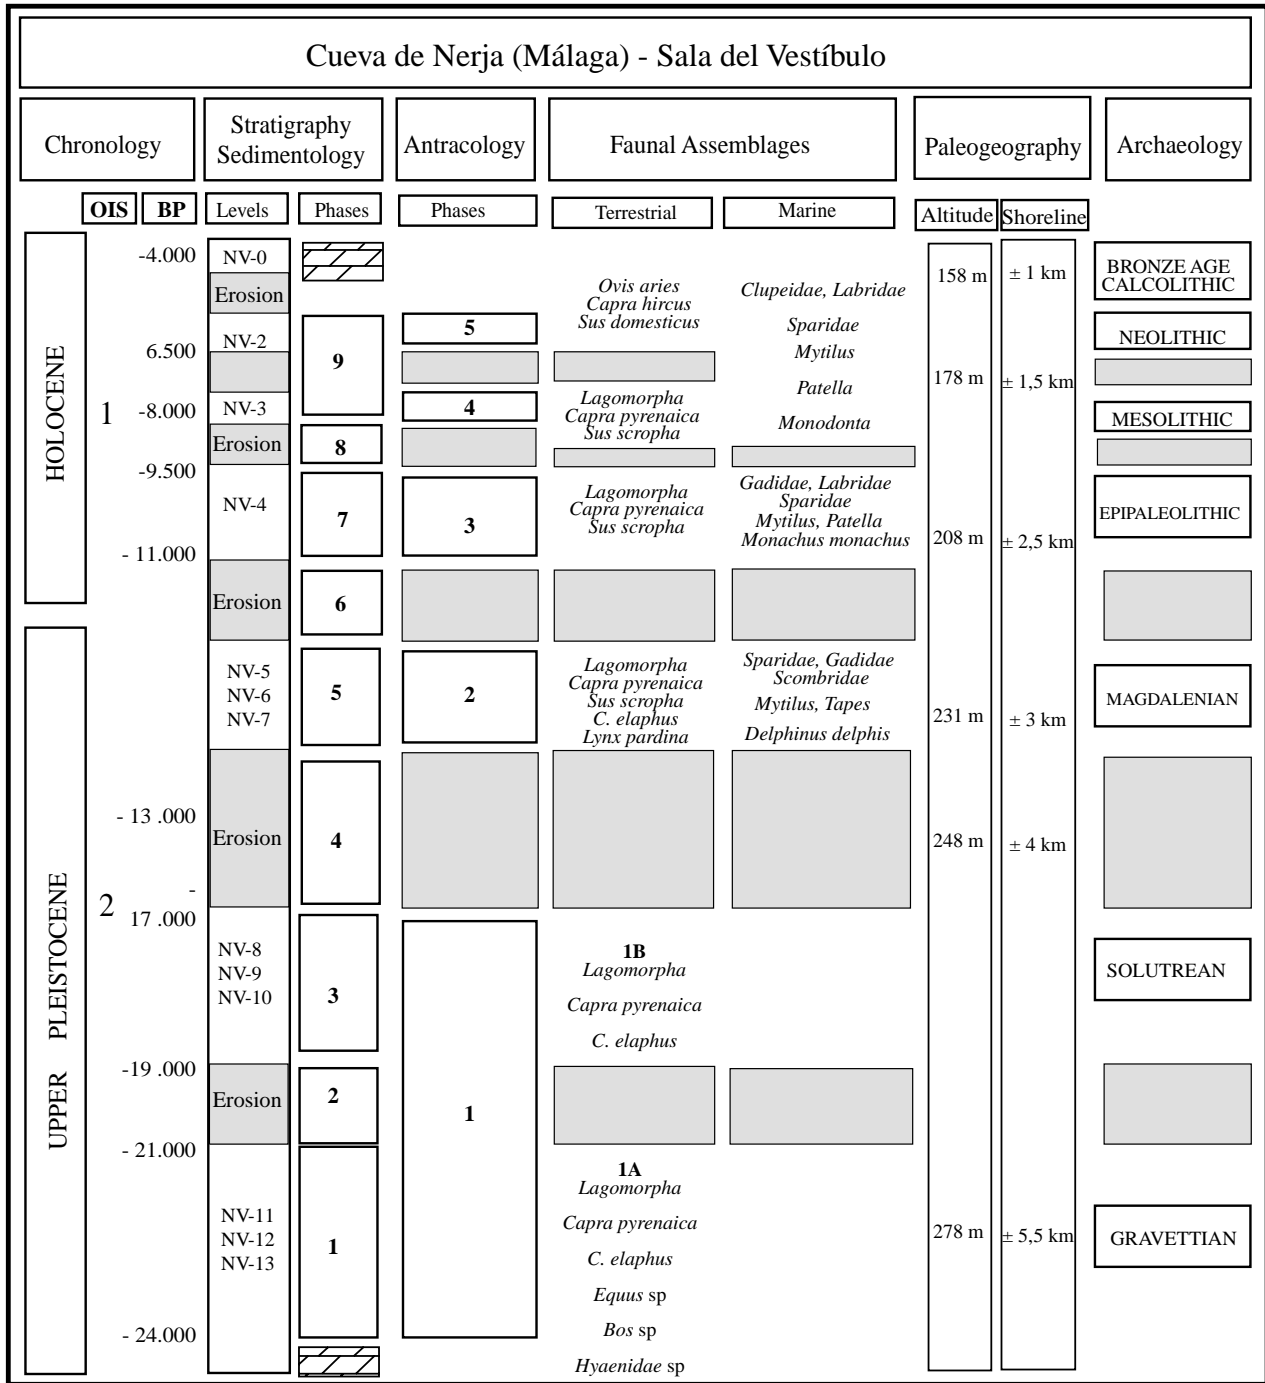 Cueva de Nerja (Málaga) - Sala del Vestíbulo
Chronology
Stratigraphy
Sedimentology
Antracology
Faunal Assemblages
Paleogeography
Archaeology
OIS
BP
Levels
Phases
Phases
Terrestrial
Marine
Altitude
Shoreline
HOLOCENE
1
UPPER PLEISTOCENE
2
-4.000
6.500
-8.000
-9.500
- 11.000
- 13 .000
-
17.000
-19.000
- 21.000
- 24.000
NV-0
Erosion
NV-2
NV-3
Erosion
NV-4
Erosion
NV-5
NV-6
NV-7
Erosion
NV-8
NV-9
NV-10
Erosion
NV-11
NV-12
NV-13
9
8
7
6
5
4
3
2
1
5
4
3
2
1
Ovis aries
Capra hircus
Sus domesticus
Lagomorpha
Capra pyrenaica
Sus scropha
Lagomorpha
Capra pyrenaica
Sus scropha
Lagomorpha
Capra pyrenaica
Sus scropha
C. elaphus
Lynx pardina
1B
Lagomorpha
Capra pyrenaica
C. elaphus
1A
Lagomorpha
Capra pyrenaica
C. elaphus
Equus sp
Bos sp
Hyaenidae sp
Clupeidae, Labridae
Sparidae
Mytilus
Patella
Monodonta
Gadidae, Labridae
Sparidae
Mytilus, Patella
Monachus monachus
Sparidae, Gadidae
Scombridae
Mytilus, Tapes
Delphinus delphis
158 m
178 m
208 m
231 m
248 m
278 m
± 1 km
± 1,5 km
± 2,5 km
± 3 km
± 4 km
± 5,5 km
BRONZE AGE
CALCOLITHIC
NEOLITHIC
MESOLITHIC
EPIPALEOLITHIC
MAGDALENIAN
SOLUTREAN
GRAVETTIAN